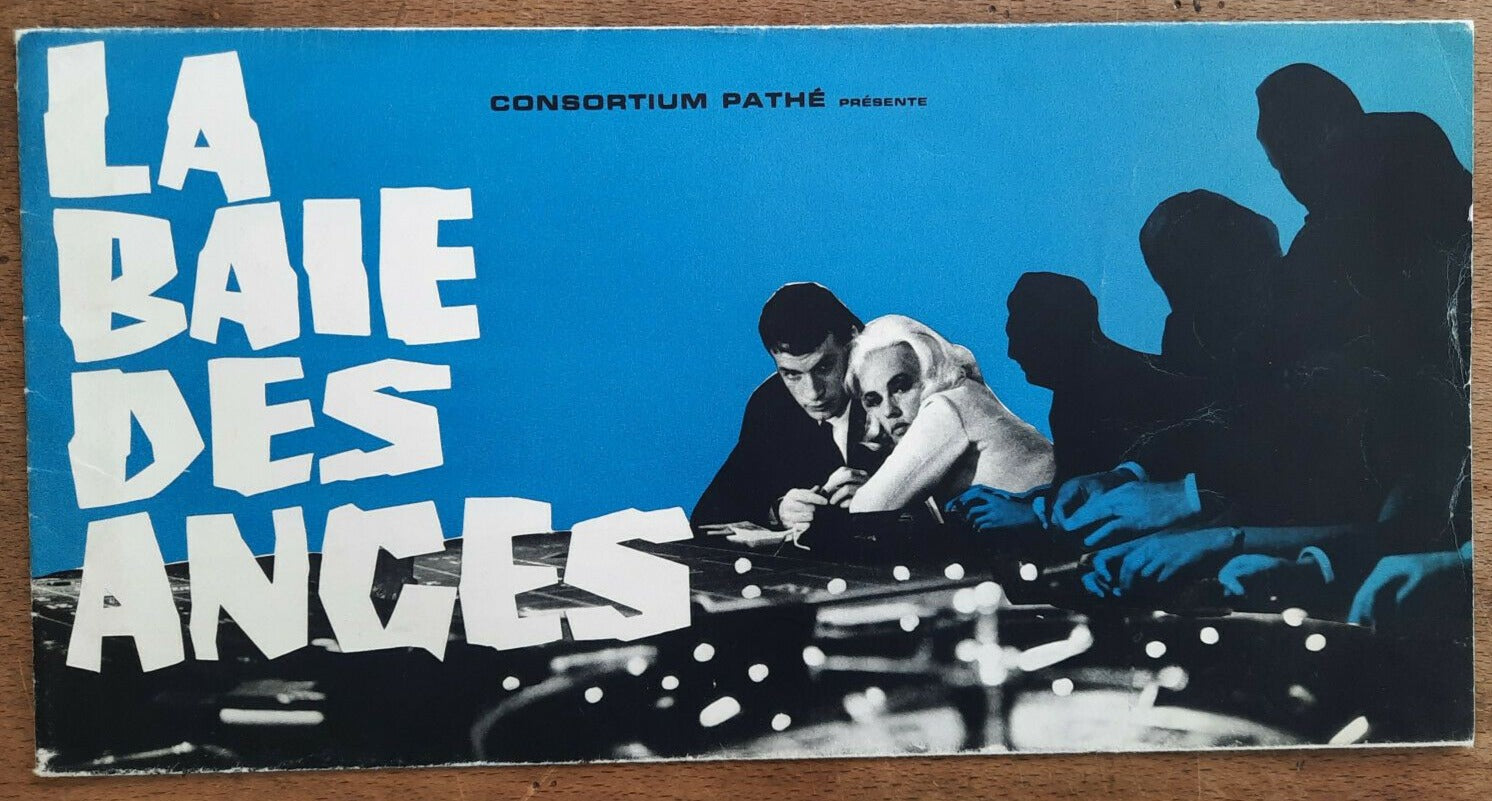 LA
BAIE
DES
ANGES
CONSORTIUM PATHÉ PRÉSENTE